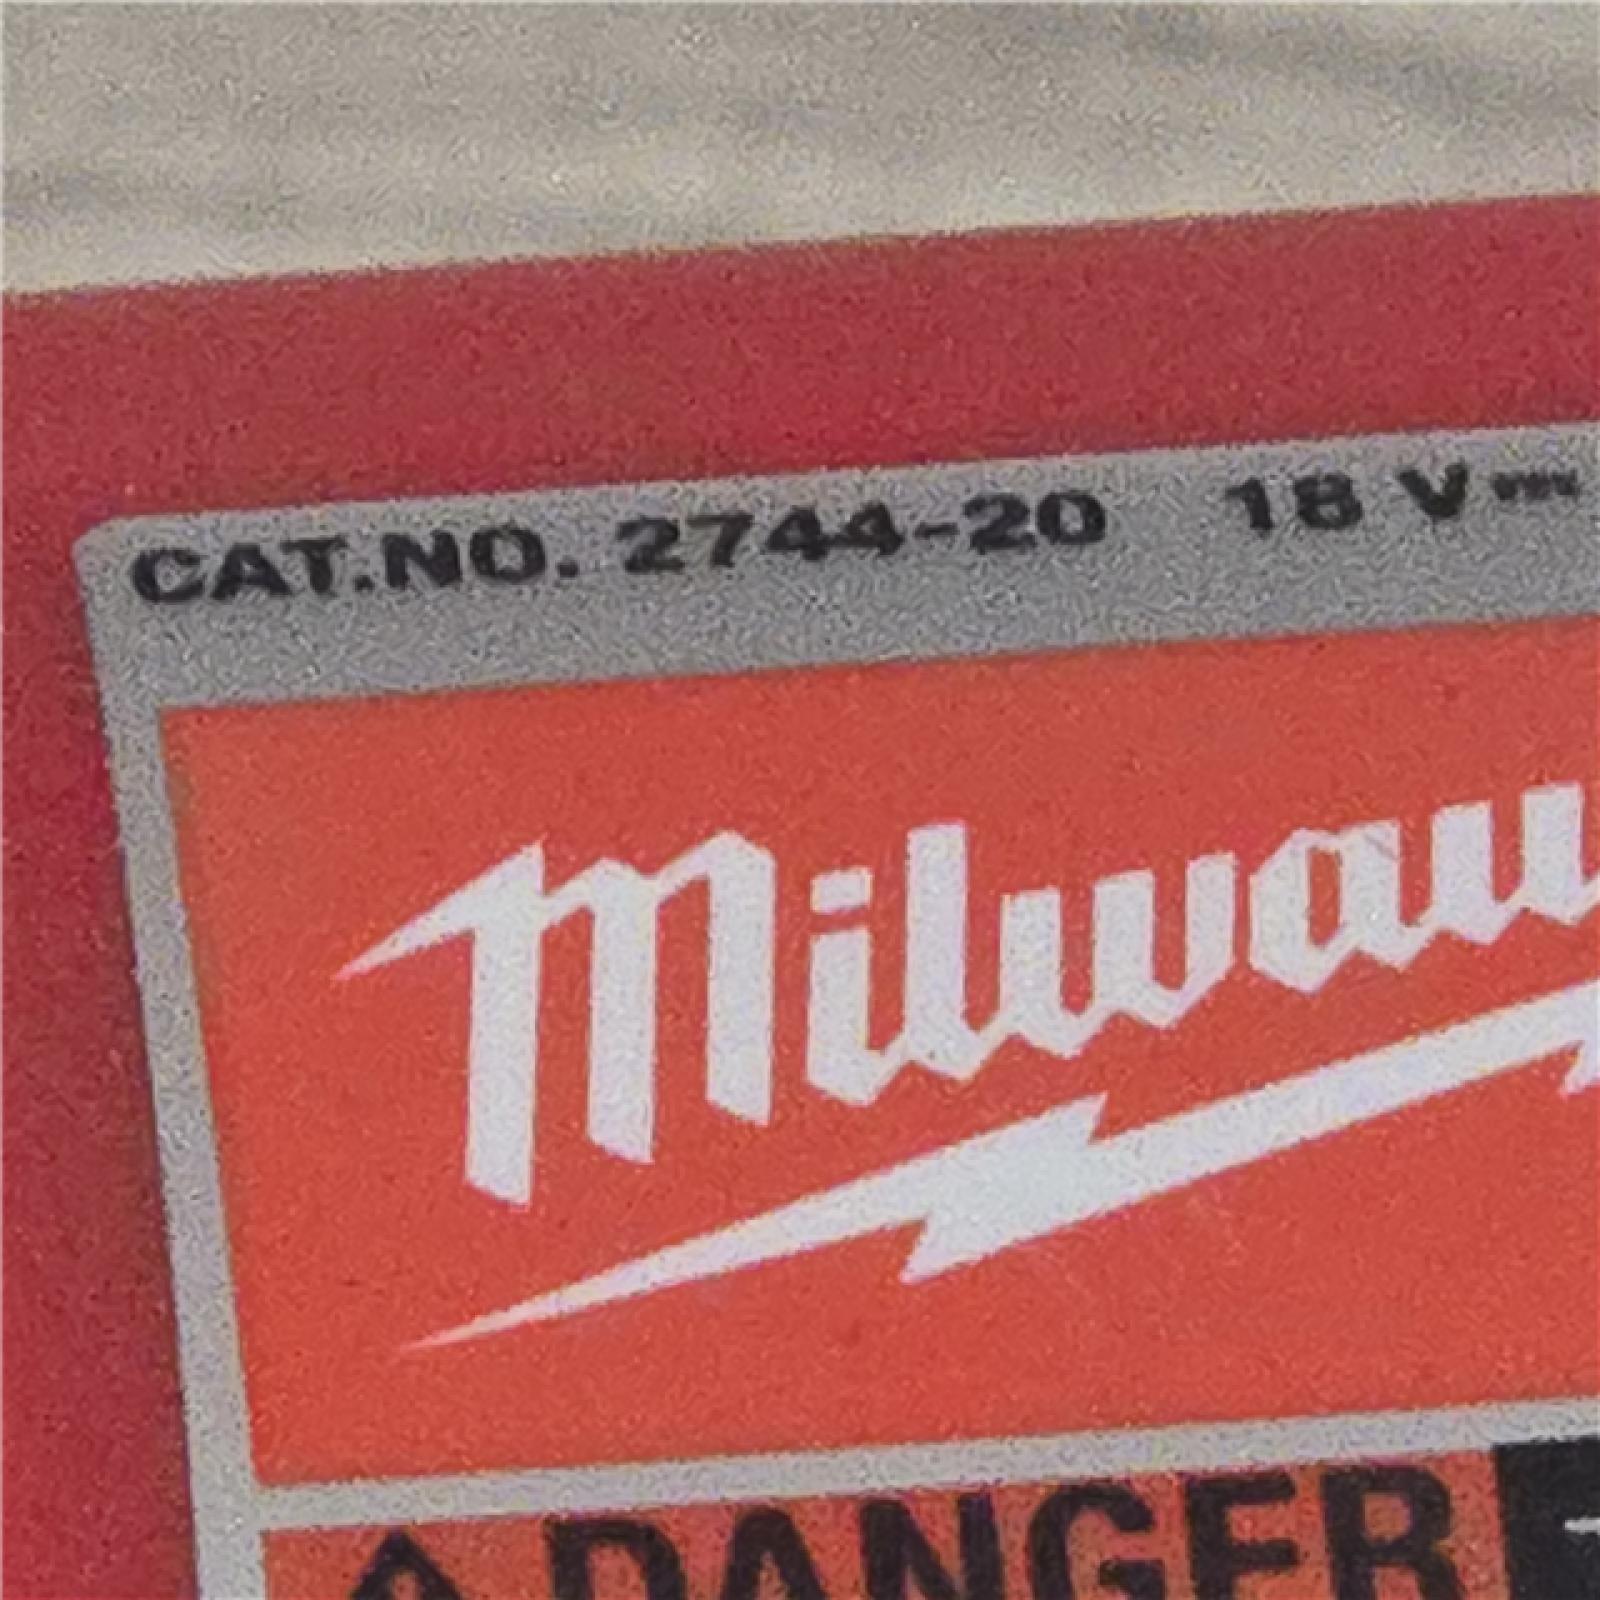 CAT.NO. 2744-20 18 V⎓
Milwau
⚠ DANGER